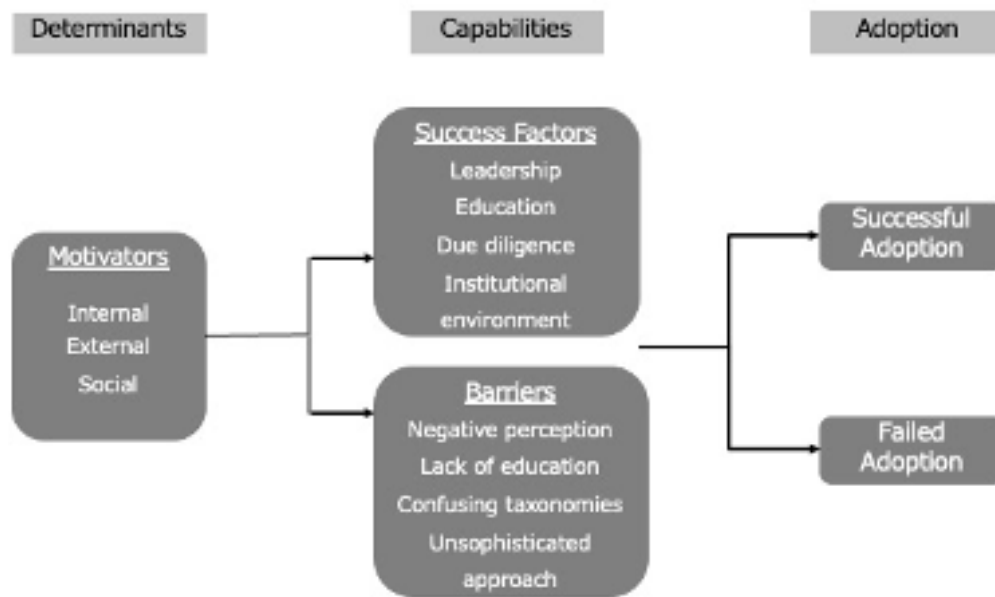 Determinants
Capabilities
Adoption
Motivators
Internal
External
Social
Success Factors
Leadership
Education
Due diligence
Institutional
environment
Barriers
Negative perception
Lack of education
Confusing taxonomies
Unsophisticated
approach
Successful
Adoption
Failed
Adoption